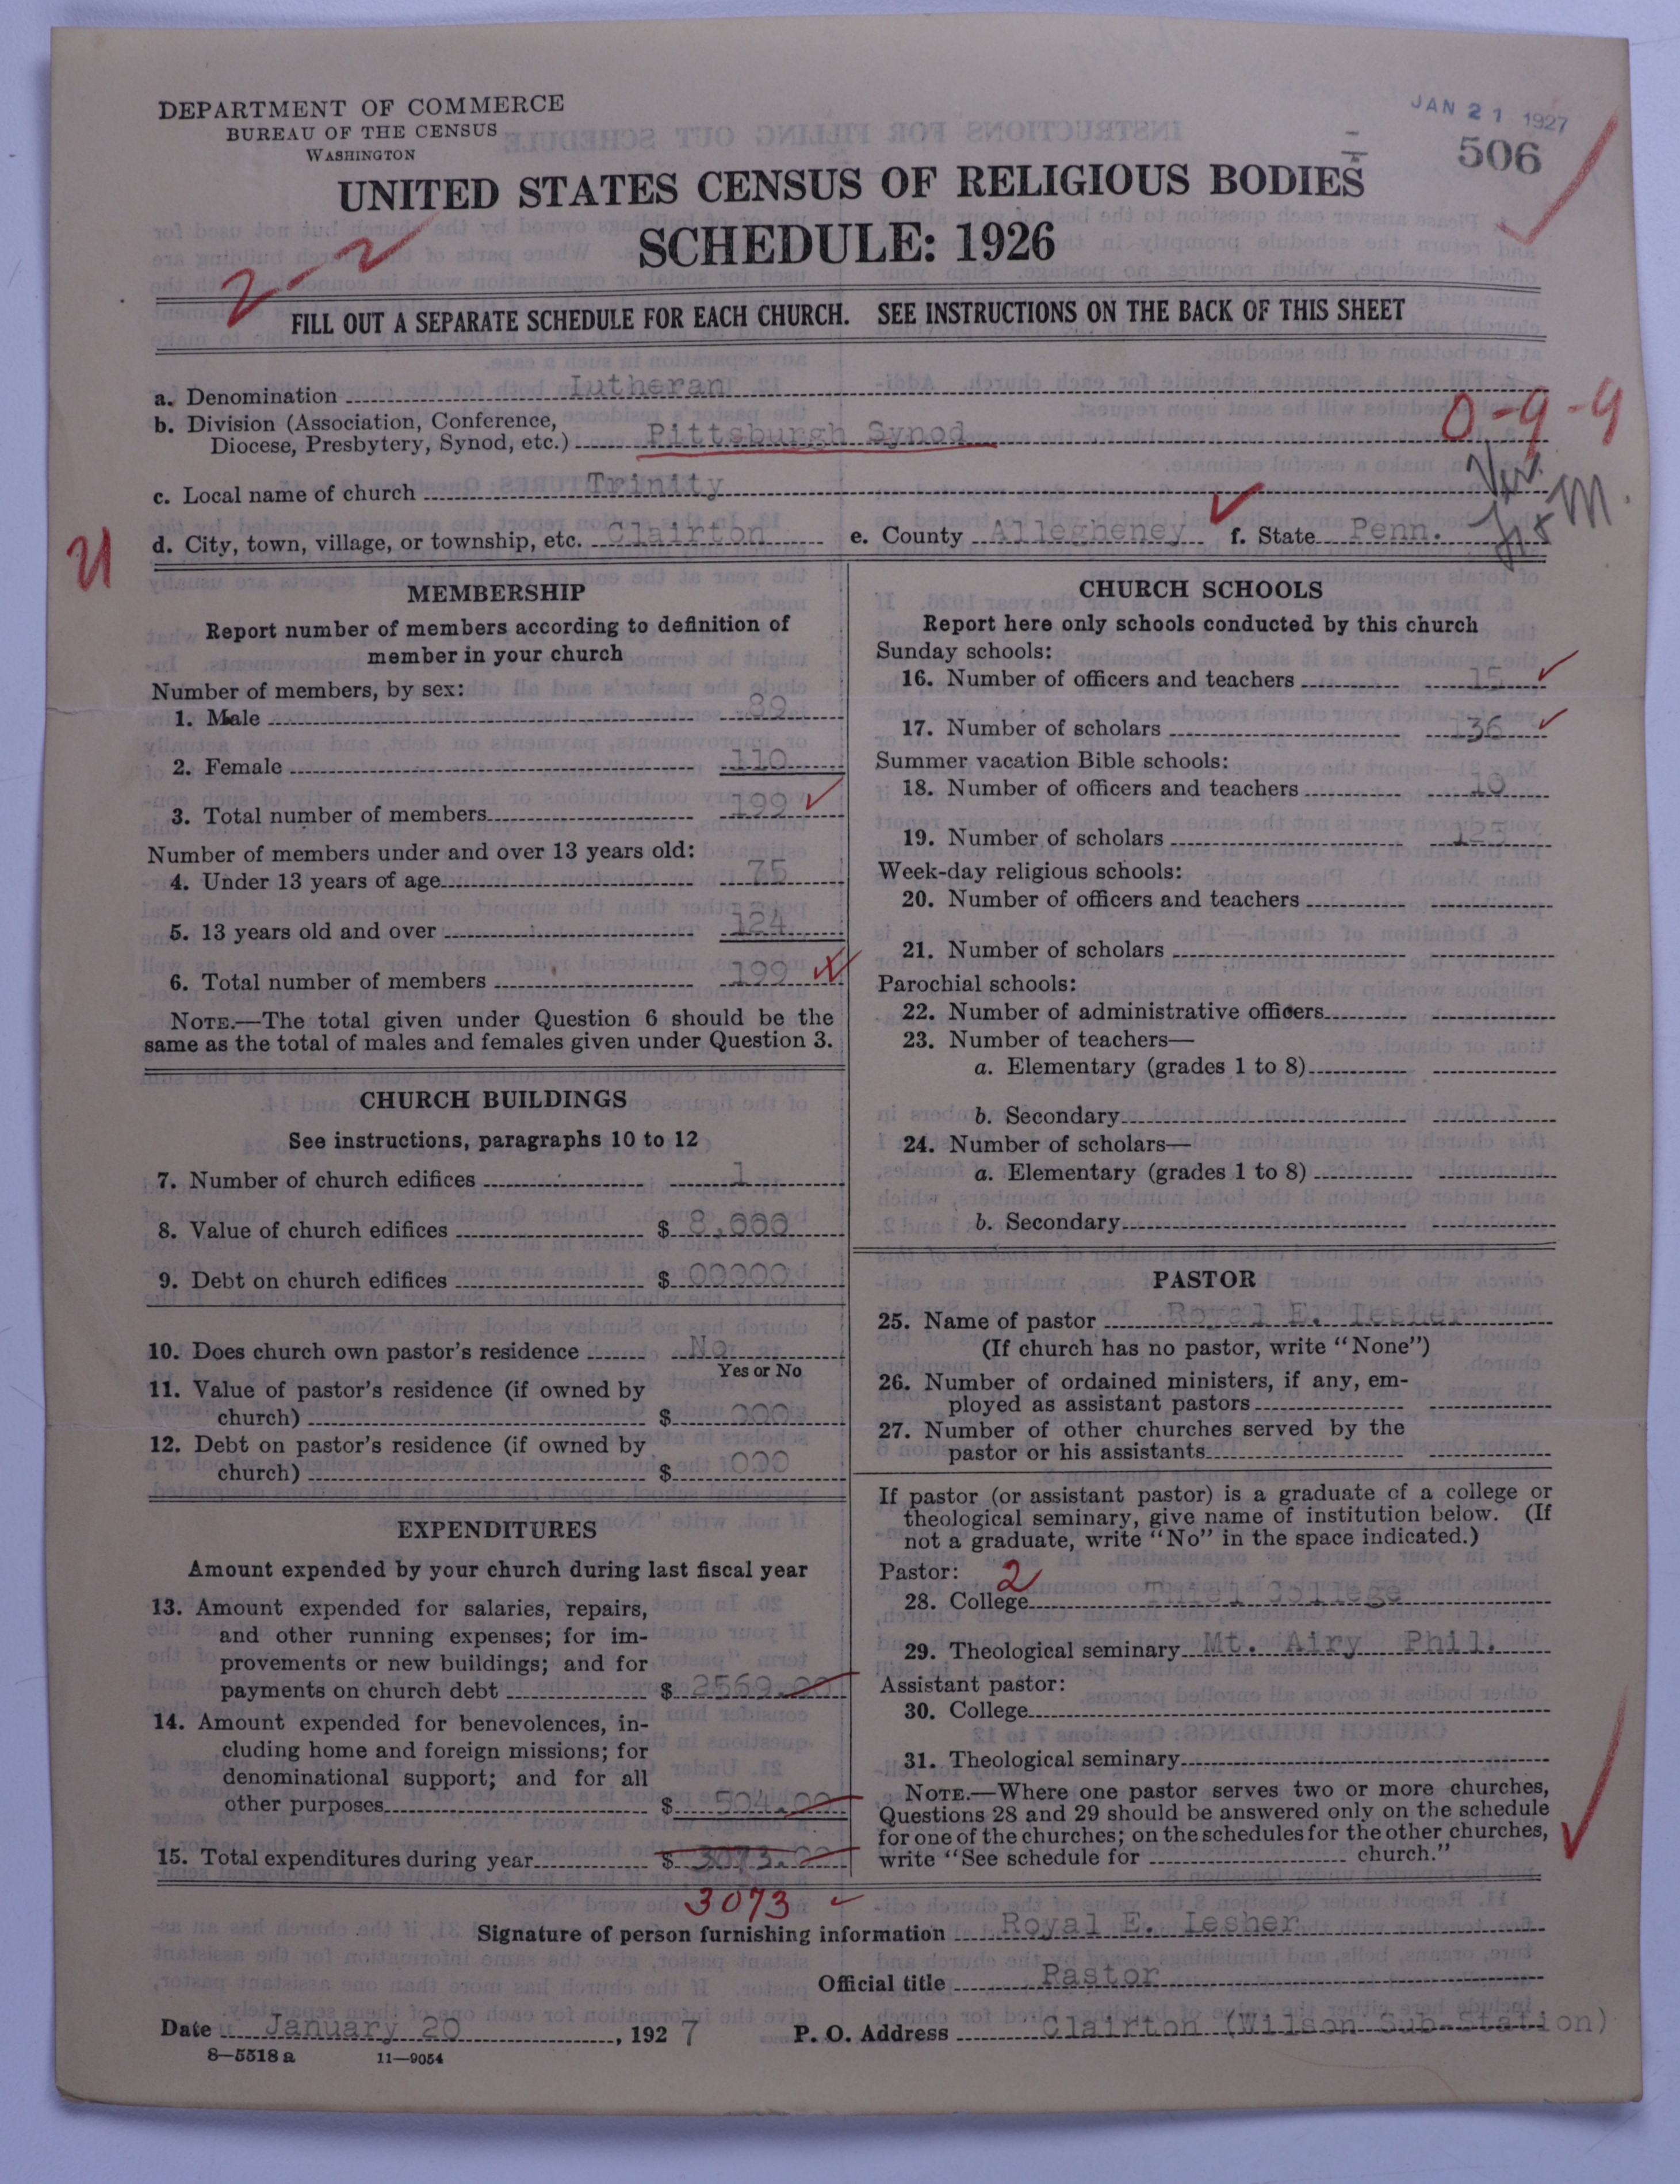 DEPARTMENT OF COMMERCE
BUREAU OF THE CENSUS
WASHINGTON
JAN 21 1927
506
UNITED STATES CENSUS OF RELIGIOUS BODIES
SCHEDULE: 1926
2-2
FILL OUT A SEPARATE SCHEDULE FOR EACH CHURCH. SEE INSTRUCTIONS ON THE BACK OF THIS SHEET
a. Denomination Lutheran
b. Division (Association, Conference,
Diocese, Presbytery, Synod, etc.) Pittsburgh Synod
0-9-9
c. Local name of church Trinity
d. City, town, village, or township, etc. Clairton e. County Allegheney f. State Penn.
MEMBERSHIP
Report number of members according to definition of
member in your church
Number of members, by sex:
1. Male 89
2. Female 110
3. Total number of members 199
Number of members under and over 13 years old:
4. Under 13 years of age 75
5. 13 years old and over 124
6. Total number of members 199
NOTE.—The total given under Question 6 should be the
same as the total of males and females given under Question 3.
CHURCH BUILDINGS
See instructions, paragraphs 10 to 12
7. Number of church edifices 1
8. Value of church edifices $ 8,000
9. Debt on church edifices $ 00000
10. Does church own pastor's residence No
Yes or No
11. Value of pastor's residence (if owned by
church) $ 000
12. Debt on pastor's residence (if owned by
church) $ 000
EXPENDITURES
Amount expended by your church during last fiscal year
13. Amount expended for salaries, repairs,
and other running expenses; for im-
provements or new buildings; and for
payments on church debt $ 2569.00
14. Amount expended for benevolences, in-
cluding home and foreign missions; for
denominational support; and for all
other purposes $ 504.00
15. Total expenditures during year $ 3073.00
3073
CHURCH SCHOOLS
Report here only schools conducted by this church
Sunday schools:
16. Number of officers and teachers 15
17. Number of scholars 136
Summer vacation Bible schools:
18. Number of officers and teachers 10
19. Number of scholars 125
Week-day religious schools:
20. Number of officers and teachers
21. Number of scholars
Parochial schools:
22. Number of administrative officers
23. Number of teachers—
a. Elementary (grades 1 to 8)
b. Secondary
24. Number of scholars—
a. Elementary (grades 1 to 8)
b. Secondary
PASTOR
25. Name of pastor Royal E. Lesher
(If church has no pastor, write "None")
26. Number of ordained ministers, if any, em-
ployed as assistant pastors
27. Number of other churches served by the
pastor or his assistants
If pastor (or assistant pastor) is a graduate of a college or
theological seminary, give name of institution below. (If
not a graduate, write "No" in the space indicated.)
Pastor: 2
28. College Thiel College
29. Theological seminary Mt. Airy Phil.
Assistant pastor:
30. College
31. Theological seminary
NOTE.—Where one pastor serves two or more churches,
Questions 28 and 29 should be answered only on the schedule
for one of the churches; on the schedules for the other churches,
write "See schedule for church."
Signature of person furnishing information Royal E. Lesher
Official title Pastor
Date January 20, 1927 P. O. Address Clairton (Wilson Sub-Station)
8—5518 a 11—9054